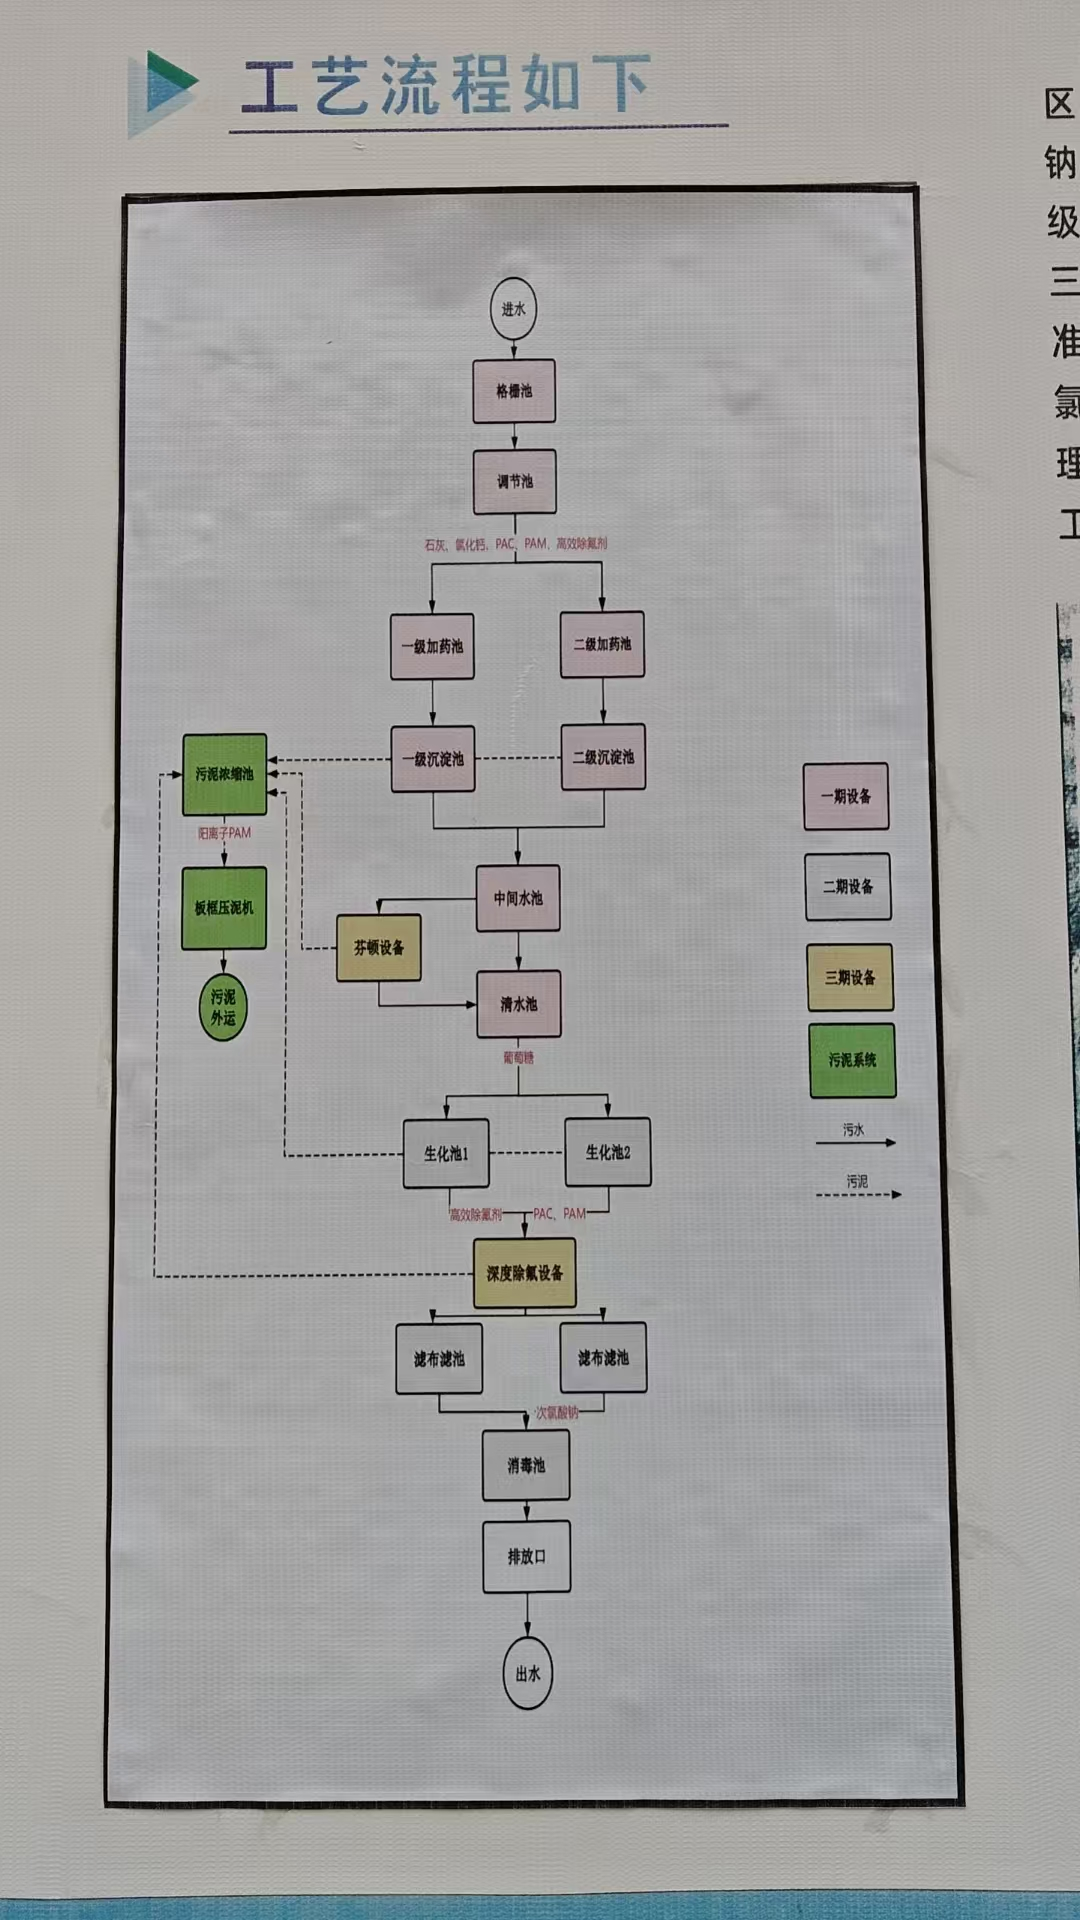 工艺流程如下
进水
格栅池
调节池
石灰、氯化钙、PAC、PAM、高效除氟剂
一级加药池
二级加药池
一级沉淀池
二级沉淀池
污泥浓缩池
阳离子PAM
板框压泥机
污泥
外运
中间水池
芬顿设备
清水池
葡萄糖
生化池1
生化池2
高效除氟剂
PAC、PAM
深度除氟设备
滤布滤池
滤布滤池
次氯酸钠
消毒池
排放口
出水
一期设备
二期设备
三期设备
污泥系统
污水
污泥
区
钠
级
三
准
氯
理
工